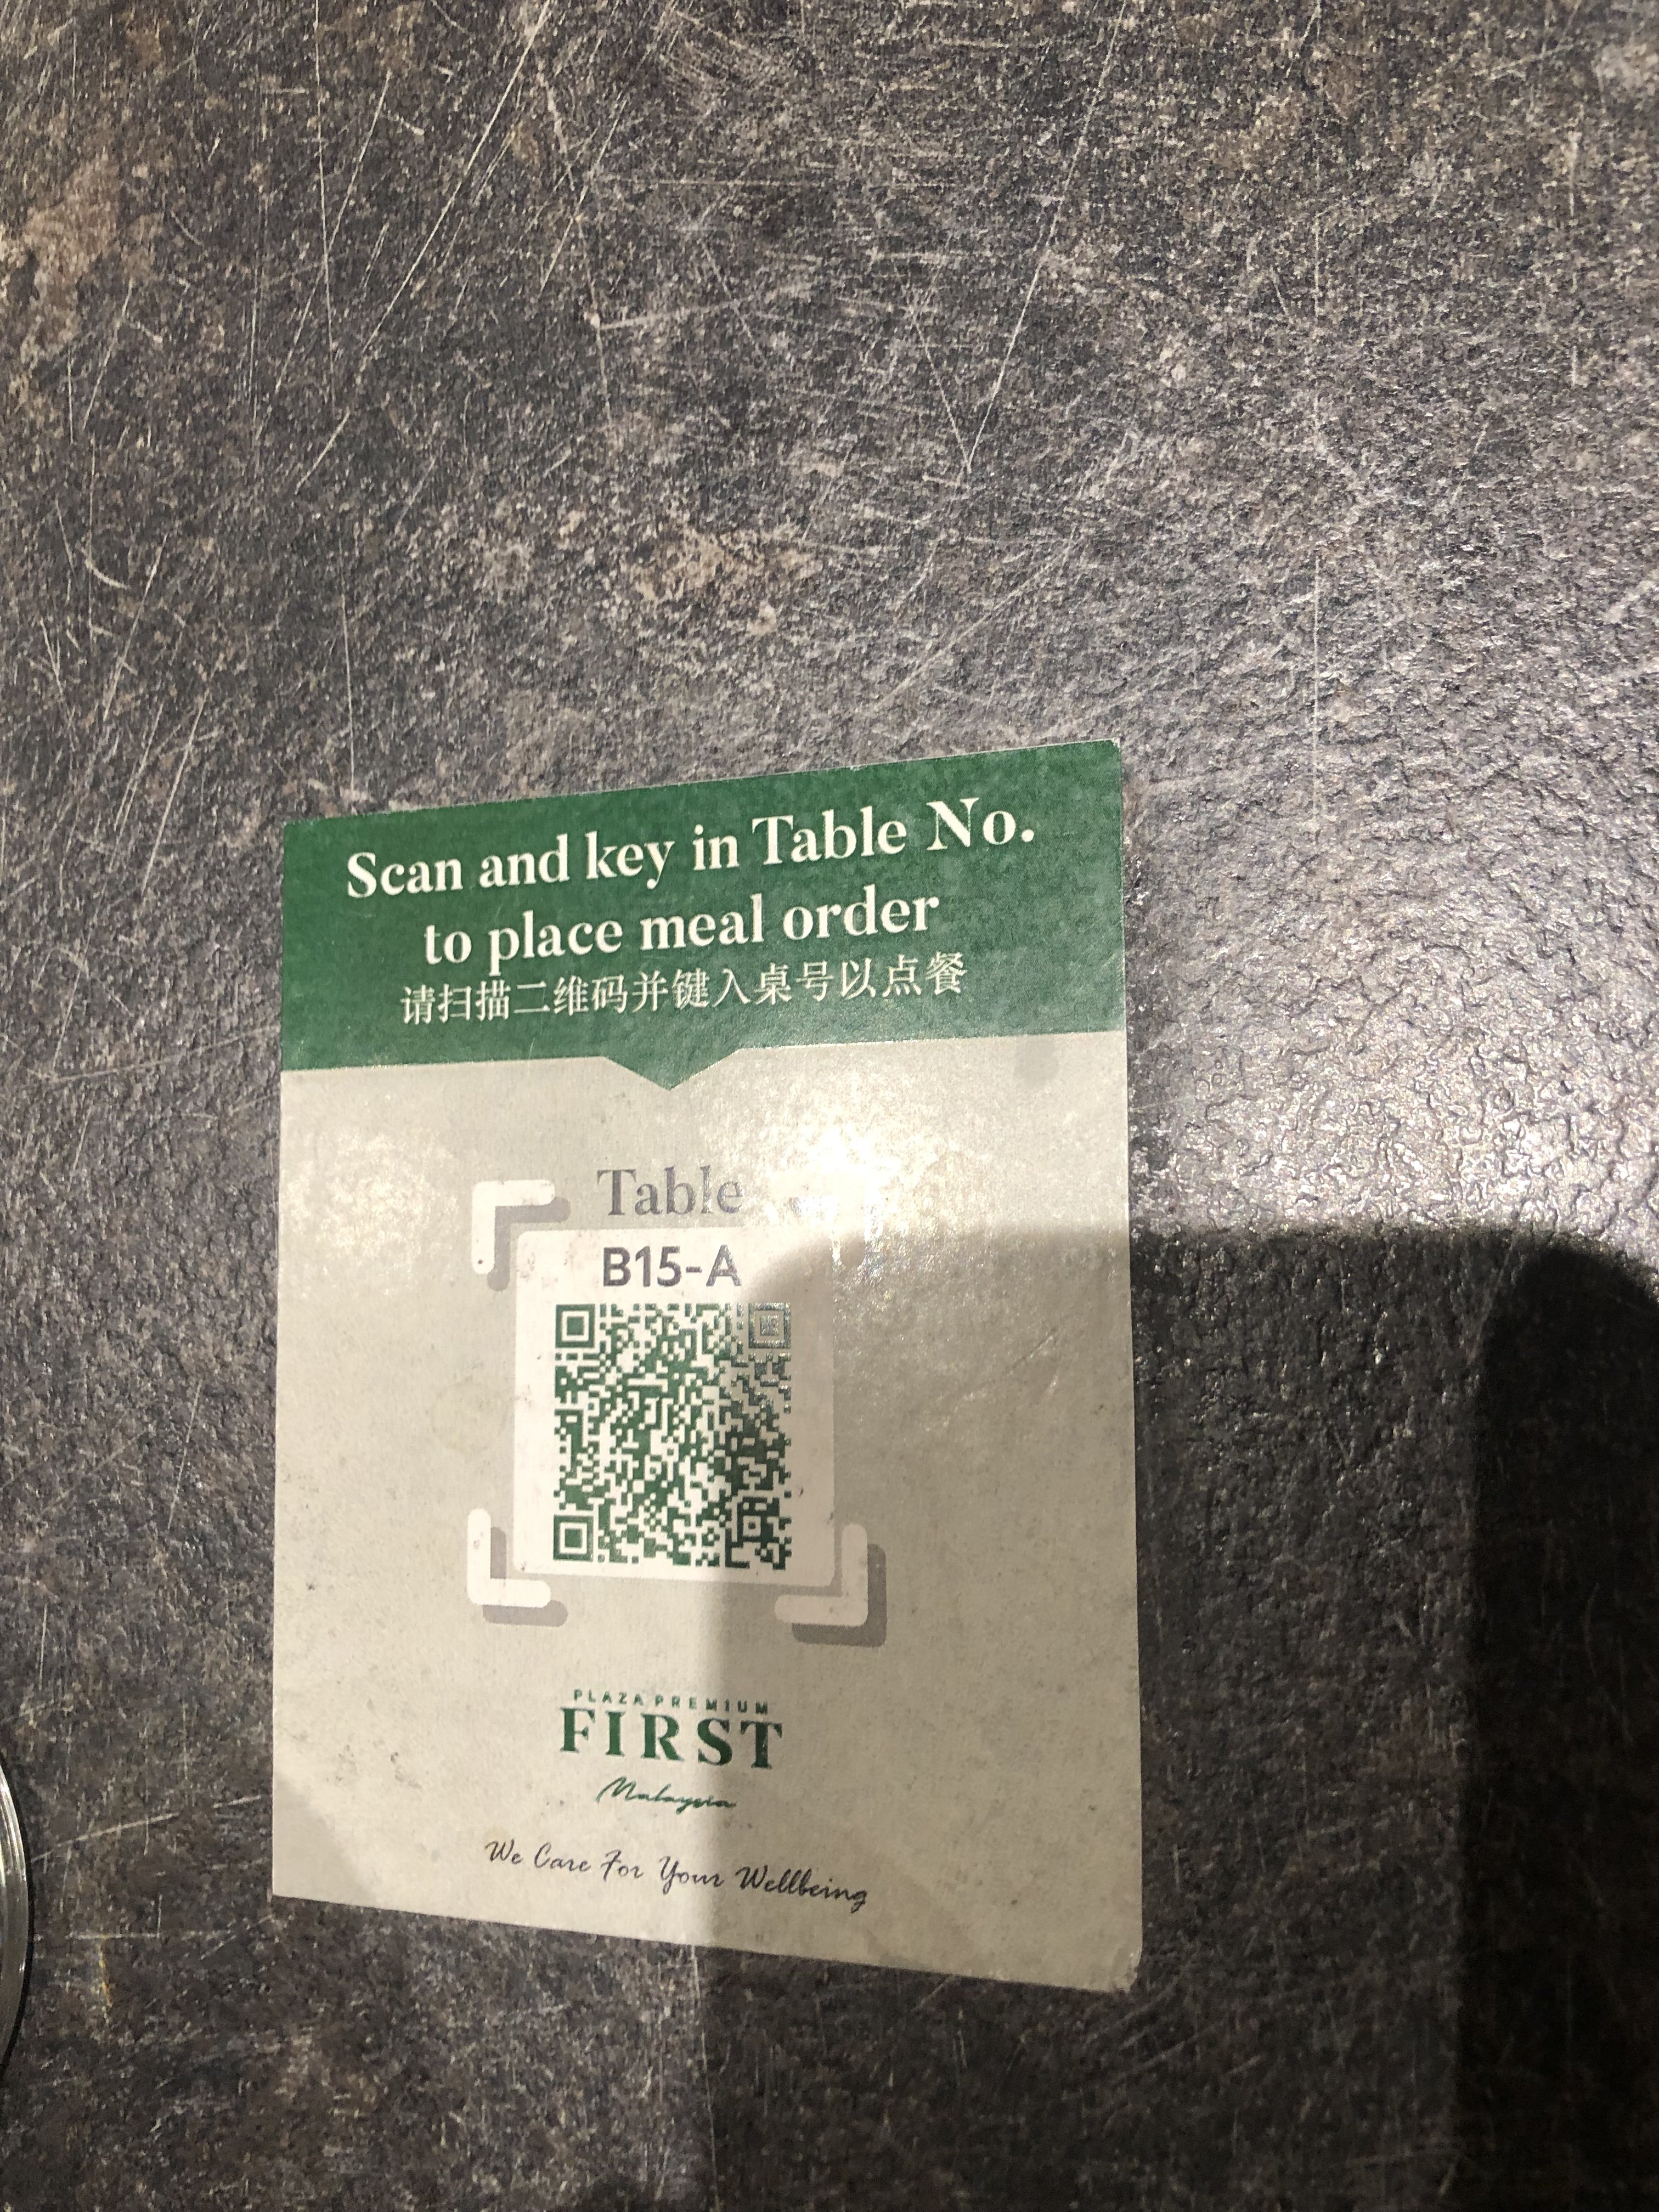 Scan and key in Table No.
to place meal order
请扫描二维码并键入桌号以点餐
Table
B15-A
PLAZA PREMIUM
FIRST
Malaysia
We Care For Your Wellbeing